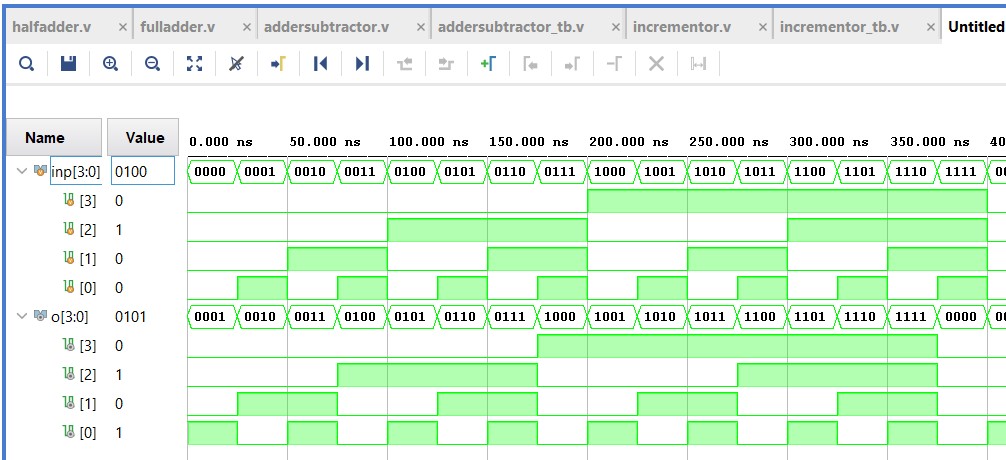 halfadder.v × fulladder.v × addersubtractor.v × addersubtractor_tb.v × incrementor.v × incrementor_tb.v × Untitled
Name Value 0.000 ns 50.000 ns 100.000 ns 150.000 ns 200.000 ns 250.000 ns 300.000 ns 350.000 ns 40
inp[3:0] 0100 0000 0001 0010 0011 0100 0101 0110 0111 1000 1001 1010 1011 1100 1101 1110 1111 00
[3] 0
[2] 1
[1] 0
[0] 0
o[3:0] 0101 0001 0010 0011 0100 0101 0110 0111 1000 1001 1010 1011 1100 1101 1110 1111 0000 00
[3] 0
[2] 1
[1] 0
[0] 1